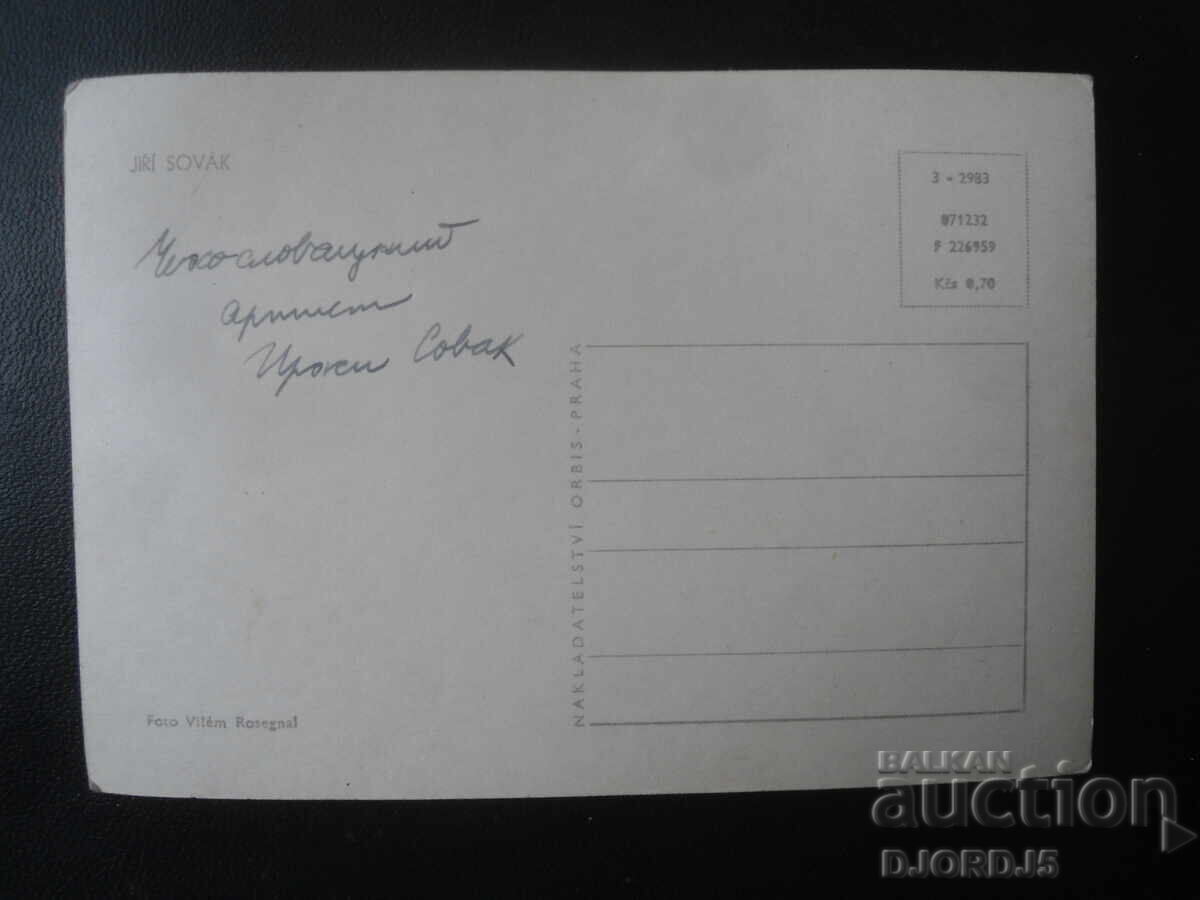 JIŘÍ SOVÁK
Чехословацкий
артист
Иржи Совак
3 - 2983
071232
F 226959
Kčs 0,70
NAKLADATELSTVÍ ORBIS - PRAHA
Foto Vilém Rosegnal
BALKAN
auction
DJORDJ5